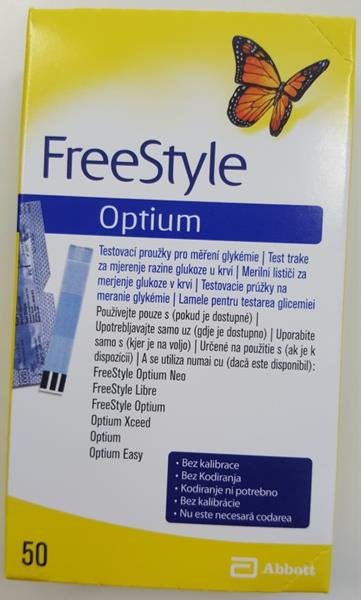 FreeStyle
Optium
Testovací proužky pro měření glykémie | Test trake
za mjerenje razine glukoze u krvi | Merilni lističi za
merjenje glukoze v krvi | Testovacie prúžky na
meranie glykémie | Lamele pentru testarea glicemiei
Používejte pouze s (pokud je dostupné) |
Upotrebljavajte samo uz (gdje je dostupno) | Uporabite
samo s (kjer je na voljo) | Určené na použitie s (ak je k
dispozícii) | A se utiliza numai cu (dacă este disponibil):
FreeStyle Optium Neo
FreeStyle Libre
FreeStyle Optium
Optium Xceed
Optium
Optium Easy
• Bez kalibrace
• Bez Kodiranja
• Kodiranje ni potrebno
• Bez kalibrácie
• Nu este necesară codarea
50
Abbott